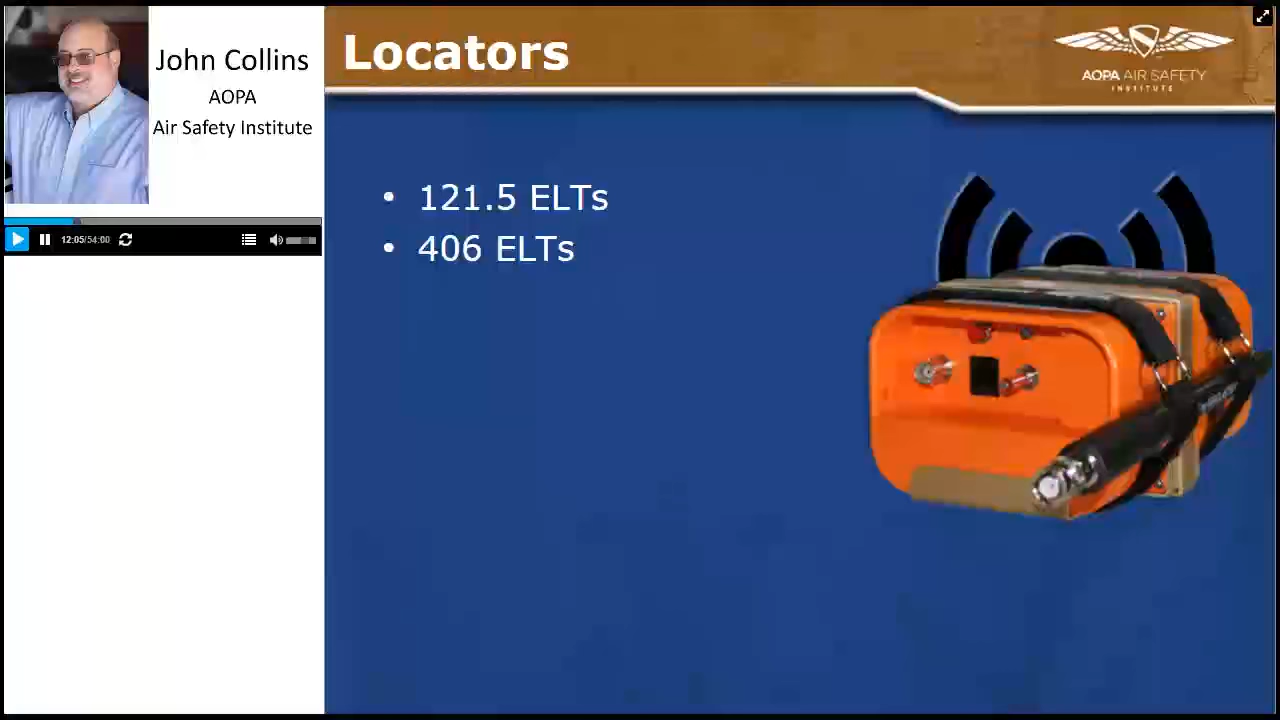 John Collins
AOPA
Air Safety Institute
12:05/54:00
Locators
AOPA AIR SAFETY
INSTITUTE
• 121.5 ELTs
• 406 ELTs